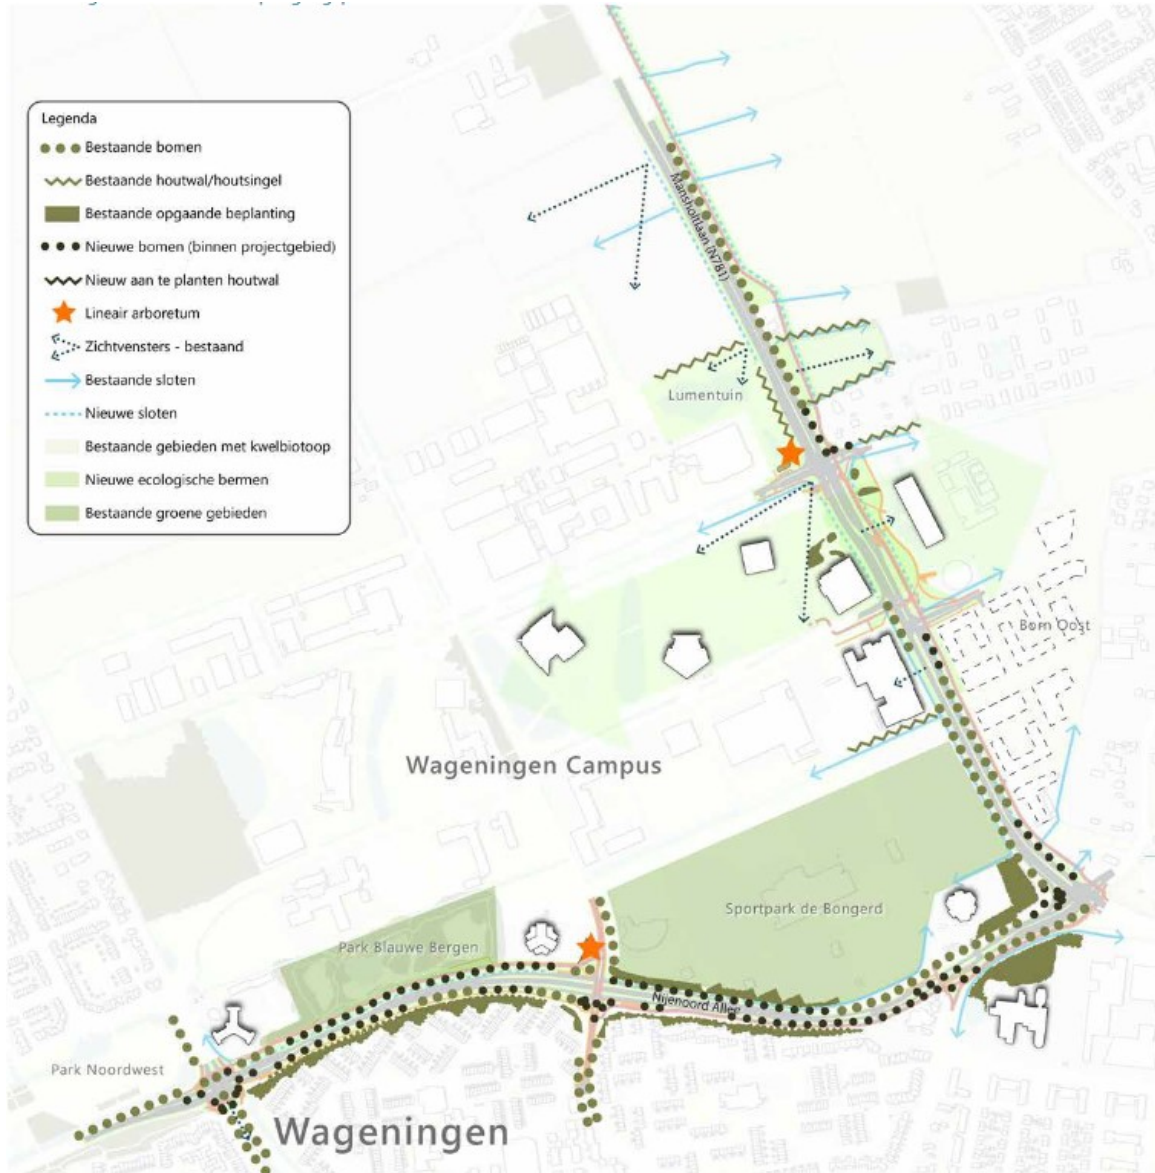 Legenda
Bestaande bomen
Bestaande houtwal/houtsingel
Bestaande opgaande beplanting
Nieuwe bomen (binnen projectgebied)
Nieuw aan te planten houtwal
Lineair arboretum
Zichtvensters - bestaand
Bestaande sloten
Nieuwe sloten
Bestaande gebieden met kwelbiotoop
Nieuwe ecologische bermen
Bestaande groene gebieden
Mansholtlaan (N781)
Lumentuin
Born Oost
Wageningen Campus
Sportpark de Bongerd
Park Blauwe Bergen
Nijenoord Allee
Park Noordwest
Wageningen